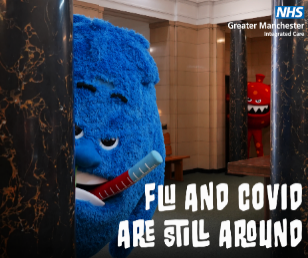 NHS
Greater Manchester
Integrated Care
FLU AND COVID
ARE STILL AROUND